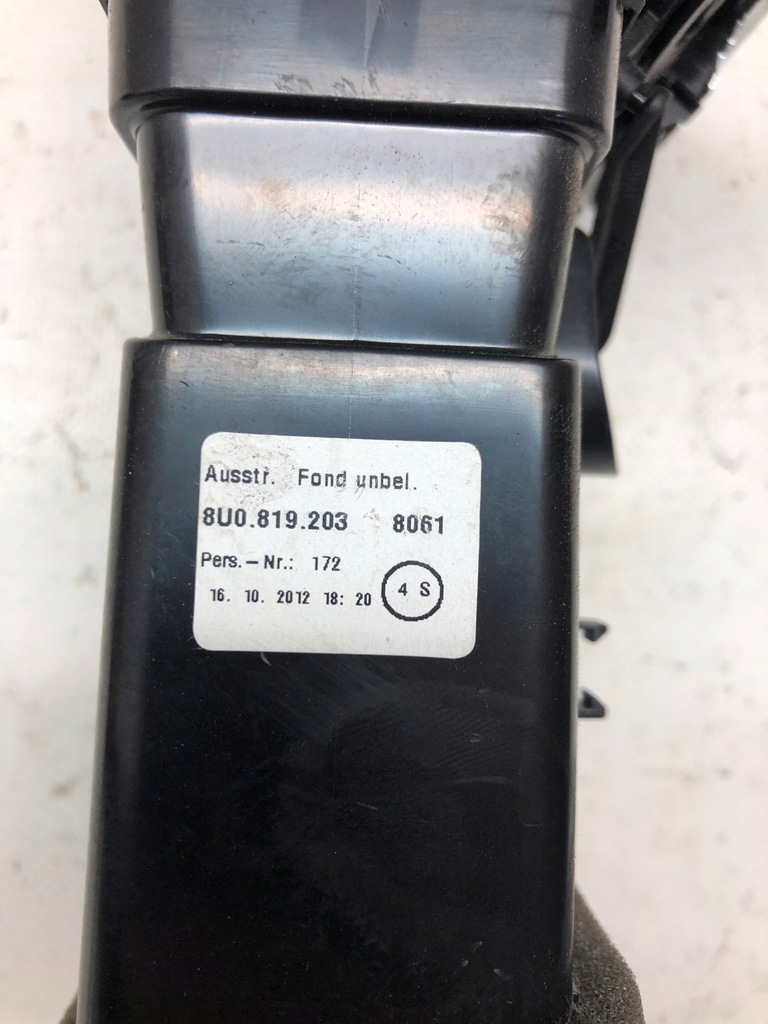 Ausstr. Fond unbel.
8U0.819.203 8061
Pers.-Nr.: 172
16. 10. 2012 18: 20 4 S